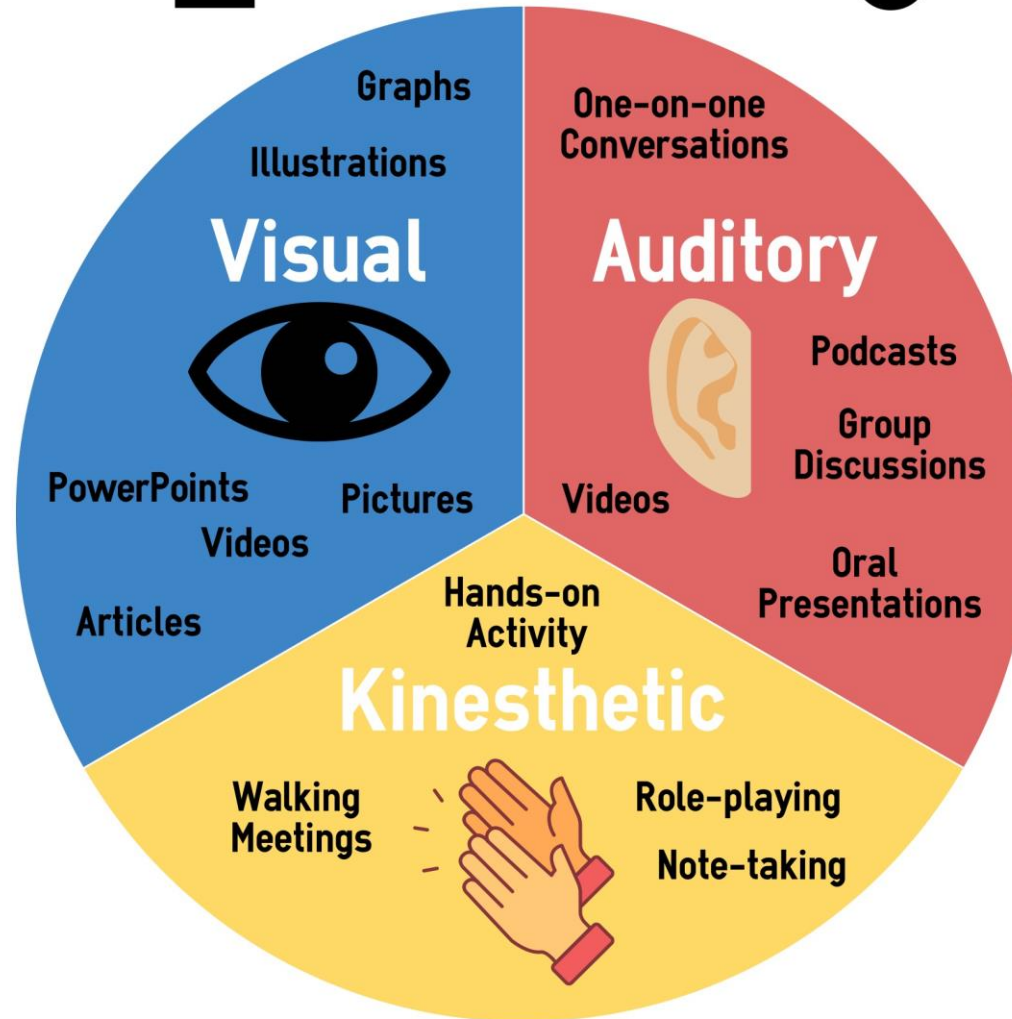 Graphs
Illustrations
Visual
PowerPoints
Pictures
Videos
Articles
One-on-one
Conversations
Auditory
Podcasts
Group
Discussions
Videos
Oral
Presentations
Hands-on
Activity
Kinesthetic
Walking
Meetings
Role-playing
Note-taking